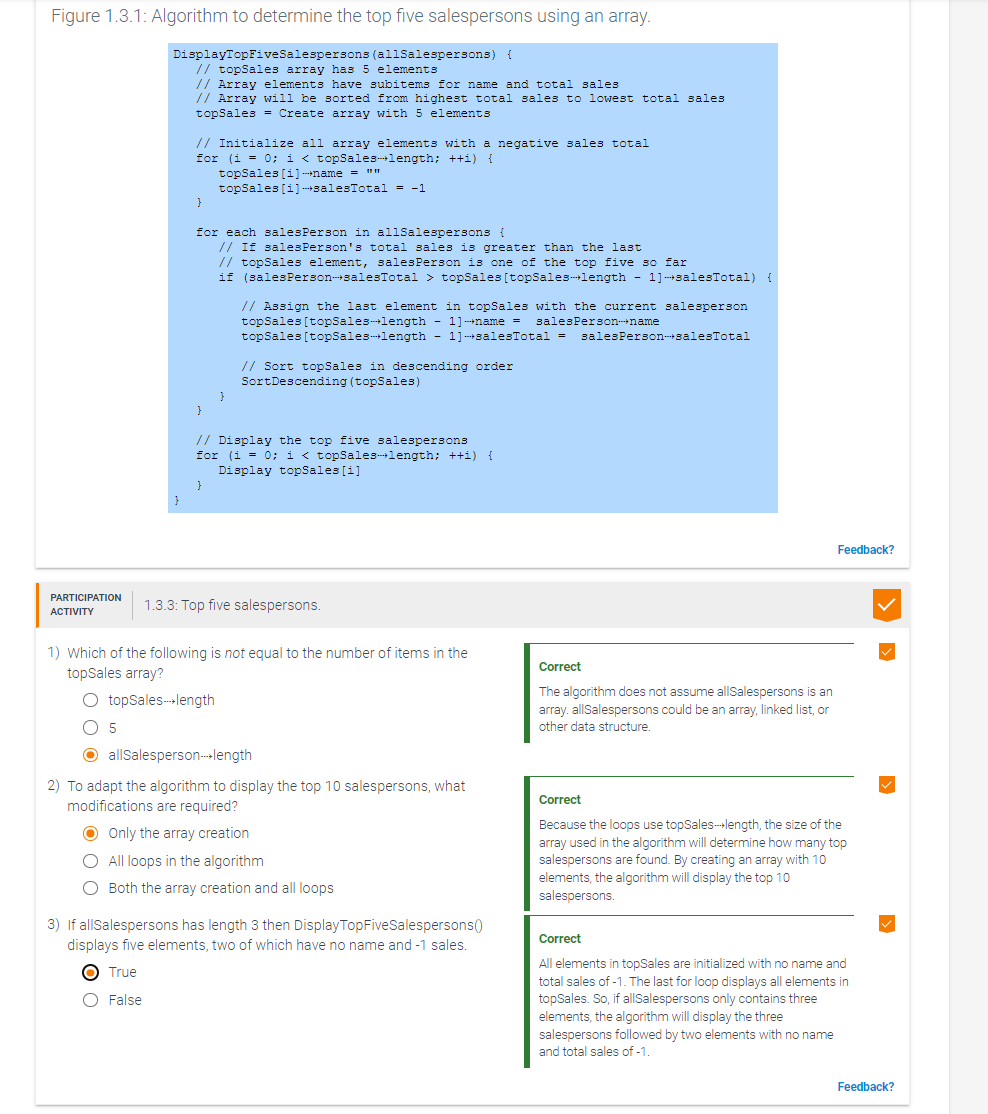 Figure 1.3.1: Algorithm to determine the top five salespersons using an array.
DisplayTopFiveSalespersons(allSalespersons) {
// topSales array has 5 elements
// Array elements have subitems for name and total sales
// Array will be sorted from highest total sales to lowest total sales
topSales = Create array with 5 elements
// Initialize all array elements with a negative sales total
for (i = 0; i < topSales⇢length; ++i) {
topSales[i]⇢name = ""
topSales[i]⇢salesTotal = -1
}
for each salesPerson in allSalespersons {
// If salesPerson's total sales is greater than the last
// topSales element, salesPerson is one of the top five so far
if (salesPerson⇢salesTotal > topSales[topSales⇢length - 1]⇢salesTotal) {
// Assign the last element in topSales with the current salesperson
topSales[topSales⇢length - 1]⇢name = salesPerson⇢name
topSales[topSales⇢length - 1]⇢salesTotal = salesPerson⇢salesTotal
// Sort topSales in descending order
SortDescending(topSales)
}
}
// Display the top five salespersons
for (i = 0; i < topSales⇢length; ++i) {
Display topSales[i]
}
}
Feedback?
PARTICIPATION
ACTIVITY
1.3.3: Top five salespersons.
1) Which of the following is not equal to the number of items in the
topSales array?
topSales⇢length
5
allSalesperson⇢length
Correct
The algorithm does not assume allSalespersons is an
array. allSalespersons could be an array, linked list, or
other data structure.
2) To adapt the algorithm to display the top 10 salespersons, what
modifications are required?
Only the array creation
All loops in the algorithm
Both the array creation and all loops
Correct
Because the loops use topSales⇢length, the size of the
array used in the algorithm will determine how many top
salespersons are found. By creating an array with 10
elements, the algorithm will display the top 10
salespersons.
3) If allSalespersons has length 3 then DisplayTopFiveSalespersons()
displays five elements, two of which have no name and -1 sales.
True
False
Correct
All elements in topSales are initialized with no name and
total sales of -1. The last for loop displays all elements in
topSales. So, if allSalespersons only contains three
elements, the algorithm will display the three
salespersons followed by two elements with no name
and total sales of -1.
Feedback?